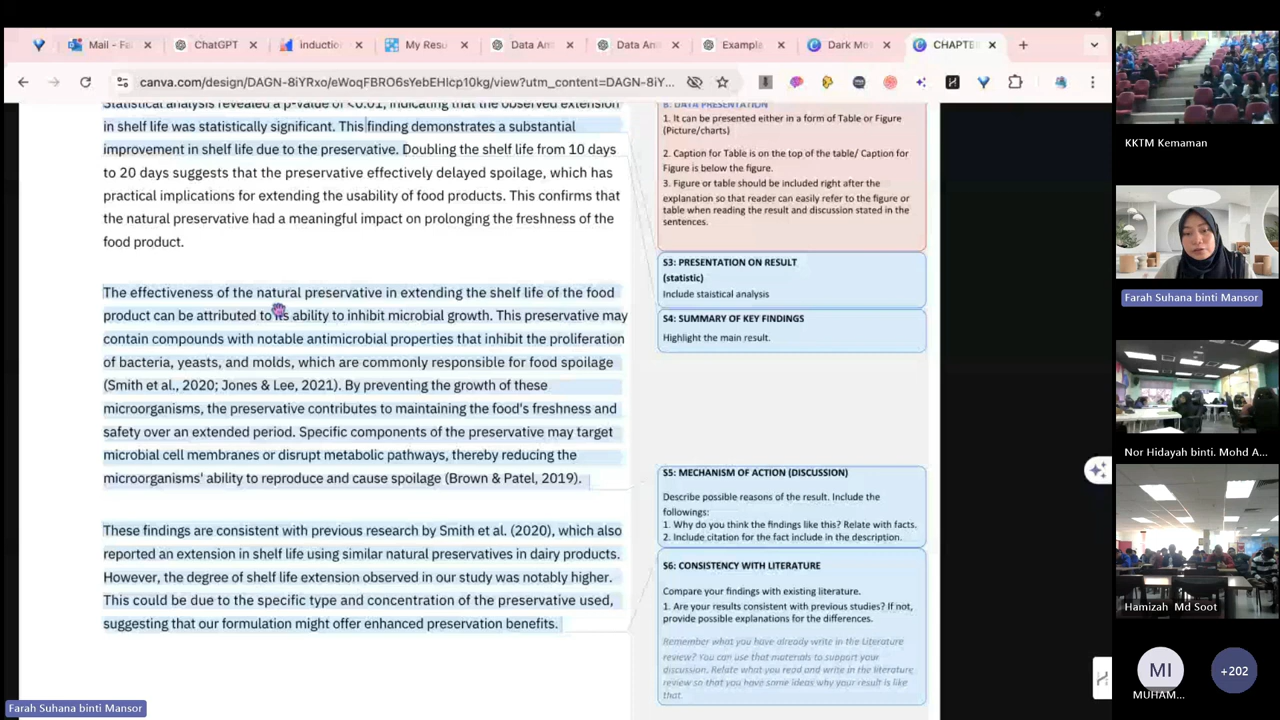 Mail - Fa
ChatGPT
inductio
My Resu
Data An
Data An
Exampla
Dark Mo
CHAPTE
canva.com/design/DAGN-8iYRxo/eWoqFBRO6sYebEHIcp10kg/view?utm_content=DAGN-8iY...
Statistical analysis revealed a p-value of <0.01, indicating that the observed extension
in shelf life was statistically significant. This finding demonstrates a substantial
improvement in shelf life due to the preservative. Doubling the shelf life from 10 days
to 20 days suggests that the preservative effectively delayed spoilage, which has
practical implications for extending the usability of food products. This confirms that
the natural preservative had a meaningful impact on prolonging the freshness of the
food product.
The effectiveness of the natural preservative in extending the shelf life of the food
product can be attributed to its ability to inhibit microbial growth. This preservative may
contain compounds with notable antimicrobial properties that inhibit the proliferation
of bacteria, yeasts, and molds, which are commonly responsible for food spoilage
(Smith et al., 2020; Jones & Lee, 2021). By preventing the growth of these
microorganisms, the preservative contributes to maintaining the food's freshness and
safety over an extended period. Specific components of the preservative may target
microbial cell membranes or disrupt metabolic pathways, thereby reducing the
microorganisms' ability to reproduce and cause spoilage (Brown & Patel, 2019).
These findings are consistent with previous research by Smith et al. (2020), which also
reported an extension in shelf life using similar natural preservatives in dairy products.
However, the degree of shelf life extension observed in our study was notably higher.
This could be due to the specific type and concentration of the preservative used,
suggesting that our formulation might offer enhanced preservation benefits.
B: DATA PRESENTATION
1. It can be presented either in a form of Table or Figure
(Picture/charts)
2. Caption for Table is on the top of the table/ Caption for
Figure is below the figure.
3. Figure or table should be included right after the
explanation so that reader can easily refer to the figure or
table when reading the result and discussion stated in the
sentences.
S3: PRESENTATION ON RESULT
(statistic)
Include staistical analysis
S4: SUMMARY OF KEY FINDINGS
Highlight the main result.
S5: MECHANISM OF ACTION (DISCUSSION)
Describe possible reasons of the result. Include the
followings:
1. Why do you think the findings like this? Relate with facts.
2. Include citation for the fact include in the description.
S6: CONSISTENCY WITH LITERATURE
Compare your findings with existing literature.
1. Are your results consistent with previous studies? If not,
provide possible explanations for the differences.
Remember what you have already write in the Literature
review? You can use that materials to support your
discussion. Relate what you read and write in the literature
review so that you have some ideas why your result is like
that.
KKTM Kemaman
Farah Suhana binti Mansor
Nor Hidayah binti. Mohd A...
Hamizah Md Soot
MI
MUHAM...
+202
Farah Suhana binti Mansor